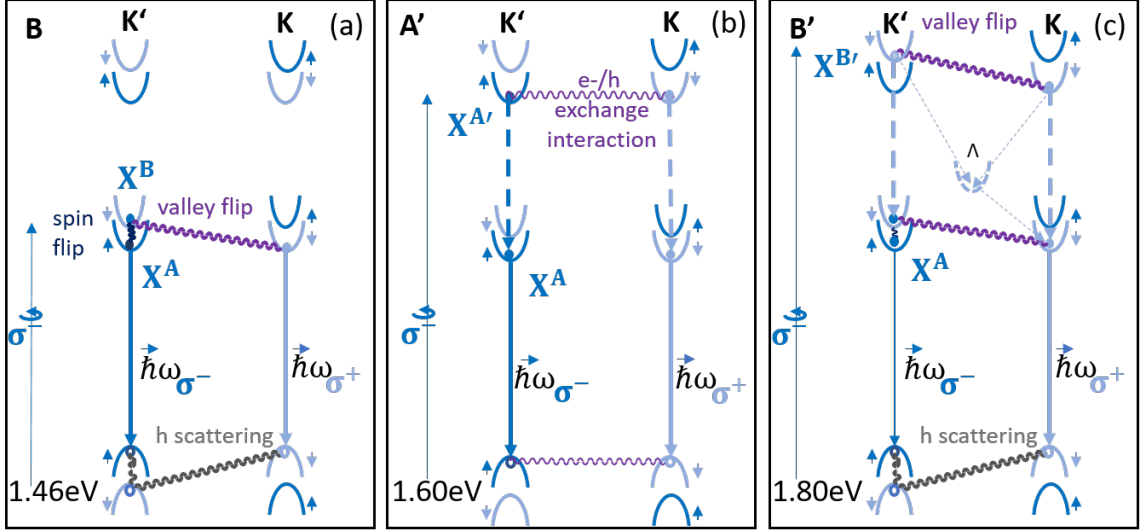 B K‘ K (a)
X^B
valley flip
spin
flip
X^A
σ⁻
ħω σ⁻ ħω σ⁺
h scattering
1.46eV
A’ K‘ K (b)
e-/h
exchange
interaction
X^A′
X^A
σ⁻
ħω σ⁻ ħω σ⁺
1.60eV
B’ K‘ valley flip K (c)
X^B′
Λ
X^A
σ⁻
ħω σ⁻ ħω σ⁺
h scattering
1.80eV